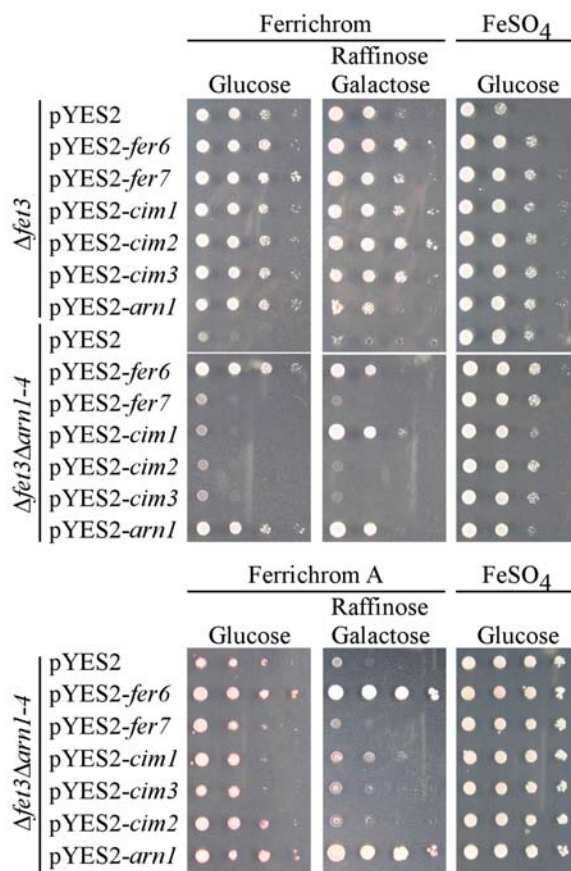 Ferrichrom
FeSO4
Raffinose
Glucose
Galactose
Glucose
Δfet3
pYES2
pYES2-fer6
pYES2-fer7
pYES2-cim1
pYES2-cim2
pYES2-cim3
pYES2-arn1
Δfet3Δarn1-4
pYES2
pYES2-fer6
pYES2-fer7
pYES2-cim1
pYES2-cim2
pYES2-cim3
pYES2-arn1
Ferrichrom A
FeSO4
Raffinose
Glucose
Galactose
Glucose
Δfet3Δarn1-4
pYES2
pYES2-fer6
pYES2-fer7
pYES2-cim1
pYES2-cim3
pYES2-cim2
pYES2-arn1